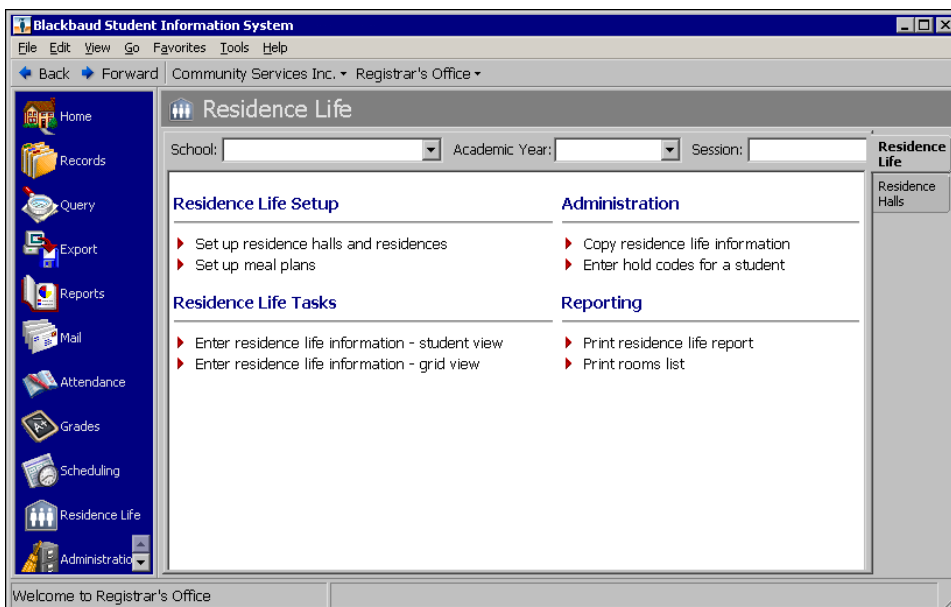 Blackbaud Student Information System
File Edit View Go Favorites Tools Help
Back Forward Community Services Inc. Registrar's Office
Home
Records
Query
Export
Reports
Mail
Attendance
Grades
Scheduling
Residence Life
Administratio
Residence Life
School: Academic Year: Session:
Residence Life Setup
Set up residence halls and residences
Set up meal plans
Administration
Copy residence life information
Enter hold codes for a student
Residence Life Tasks
Enter residence life information - student view
Enter residence life information - grid view
Reporting
Print residence life report
Print rooms list
Residence
Life
Residence
Halls
Welcome to Registrar's Office